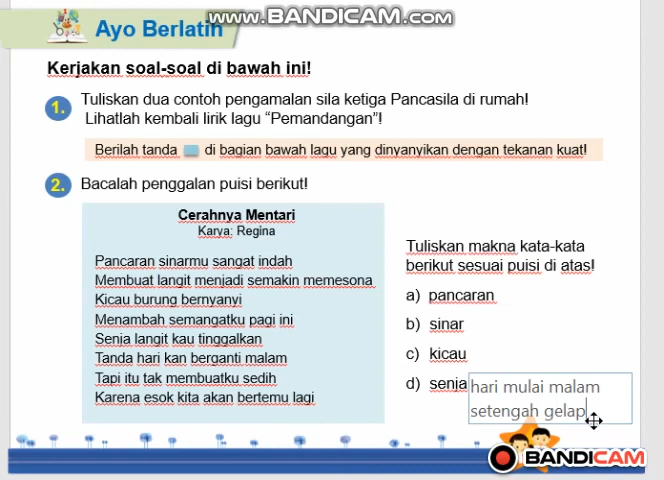 www.BANDICAM.com
Ayo Berlatih
Kerjakan soal-soal di bawah ini!
1. Tuliskan dua contoh pengamalan sila ketiga Pancasila di rumah!
Lihatlah kembali lirik lagu “Pemandangan”!
Berilah tanda di bagian bawah lagu yang dinyanyikan dengan tekanan kuat!
2. Bacalah penggalan puisi berikut!
Cerahnya Mentari
Karya: Regina
Pancaran sinarmu sangat indah
Membuat langit menjadi semakin memesona
Kicau burung bernyanyi
Menambah semangatku pagi ini
Senja langit kau tinggalkan
Tanda hari kan berganti malam
Tapi itu tak membuatku sedih
Karena esok kita akan bertemu lagi
Tuliskan makna kata-kata
berikut sesuai puisi di atas!
a) pancaran
b) sinar
c) kicau
d) senja
hari mulai malam
setengah gelap
BANDICAM